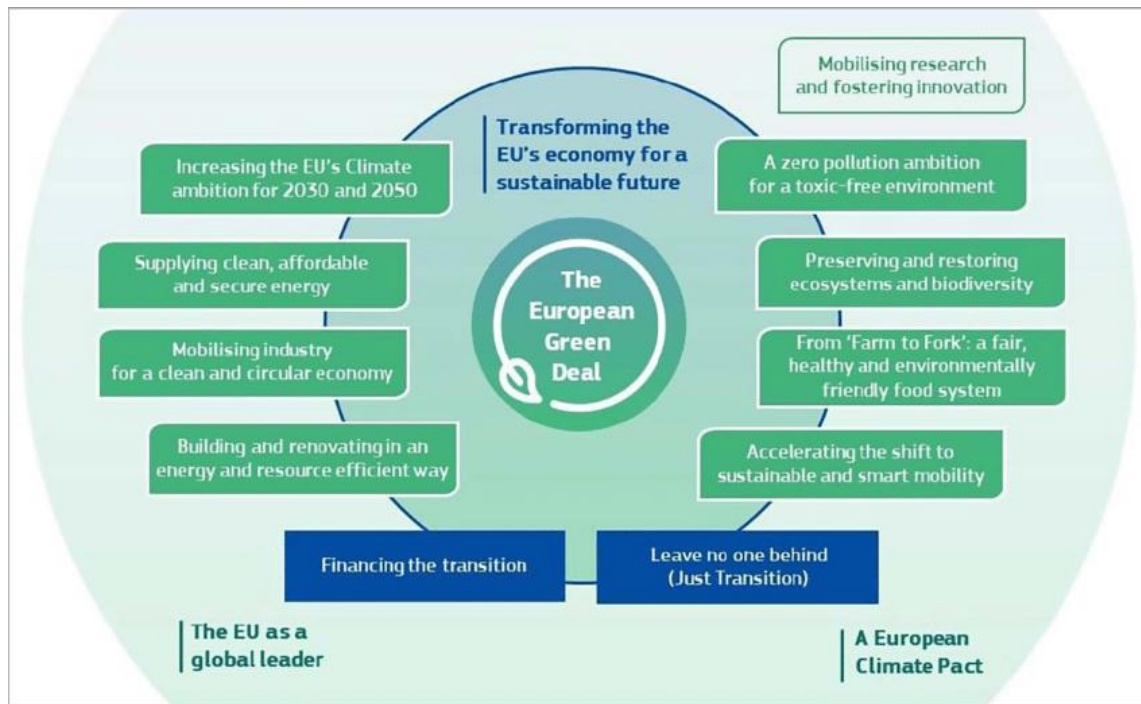 Mobilising research
and fostering innovation
Transforming the
EU's economy for a
sustainable future
Increasing the EU's Climate
ambition for 2030 and 2050
A zero pollution ambition
for a toxic-free environment
Supplying clean, affordable
and secure energy
Preserving and restoring
ecosystems and biodiversity
The
European
Green
Deal
Mobilising industry
for a clean and circular economy
From 'Farm to Fork': a fair,
healthy and environmentally
friendly food system
Building and renovating in an
energy and resource efficient way
Accelerating the shift to
sustainable and smart mobility
Financing the transition
Leave no one behind
(Just Transition)
The EU as a
global leader
A European
Climate Pact